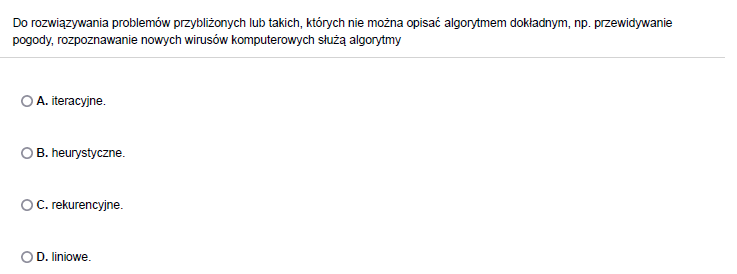 Do rozwiązywania problemów przybliżonych lub takich, których nie można opisać algorytmem dokładnym, np. przewidywanie
pogody, rozpoznawanie nowych wirusów komputerowych służą algorytmy
A. iteracyjne.
B. heurystyczne.
C. rekurencyjne.
D. liniowe.